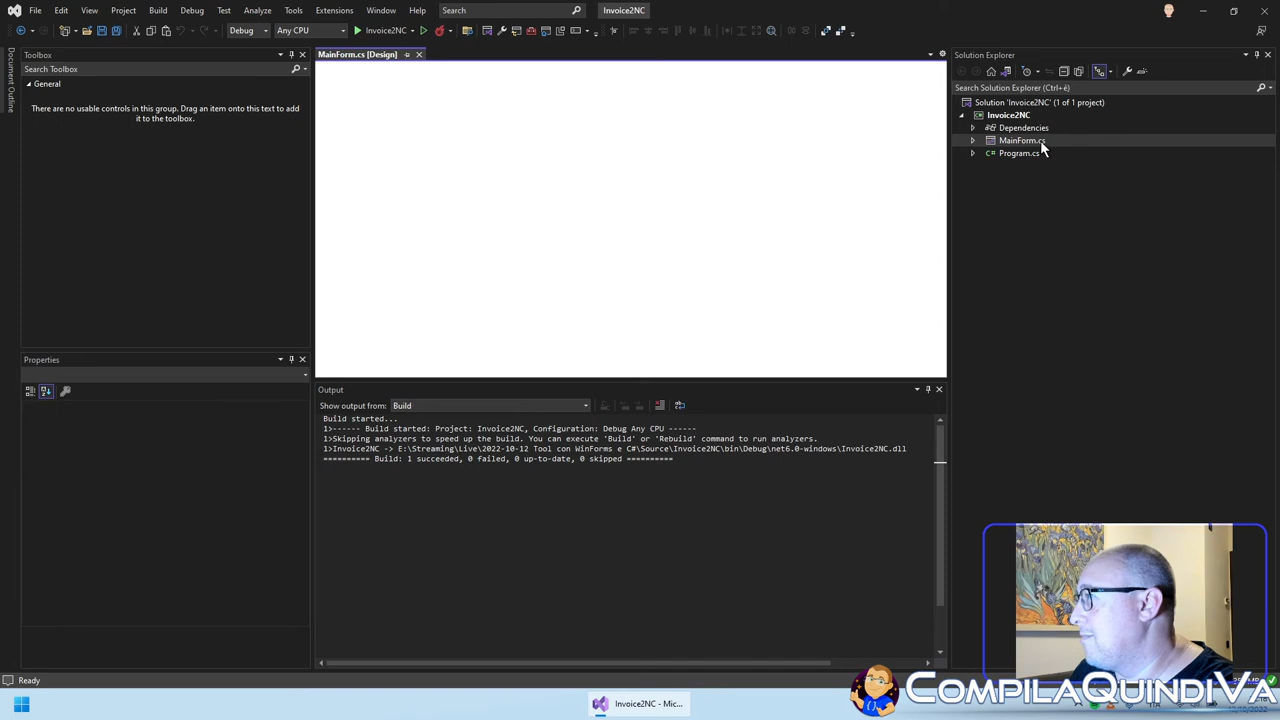 File Edit View Project Build Debug Test Analyze Tools Extensions Window Help Search Invoice2NC
Debug Any CPU Invoice2NC
Toolbox
Search Toolbox
General
There are no usable controls in this group. Drag an item onto this text to add
it to the toolbox.
Document Outline
Properties
MainForm.cs [Design]
Output
Show output from: Build
Build started...
1>------ Build started: Project: Invoice2NC, Configuration: Debug Any CPU ------
1>Skipping analyzers to speed up the build. You can execute 'Build' or 'Rebuild' command to run analyzers.
1>Invoice2NC -> E:\Streaming\Live\2022-10-12 Tool con WinForms e C#\Source\Invoice2NC\bin\Debug\net6.0-windows\Invoice2NC.dll
========== Build: 1 succeeded, 0 failed, 0 up-to-date, 0 skipped ==========
Solution Explorer
Search Solution Explorer (Ctrl+è)
Solution 'Invoice2NC' (1 of 1 project)
Invoice2NC
Dependencies
MainForm.cs
C# Program.cs
Ready
Invoice2NC - Mic...
COMPILAQUINDIVA